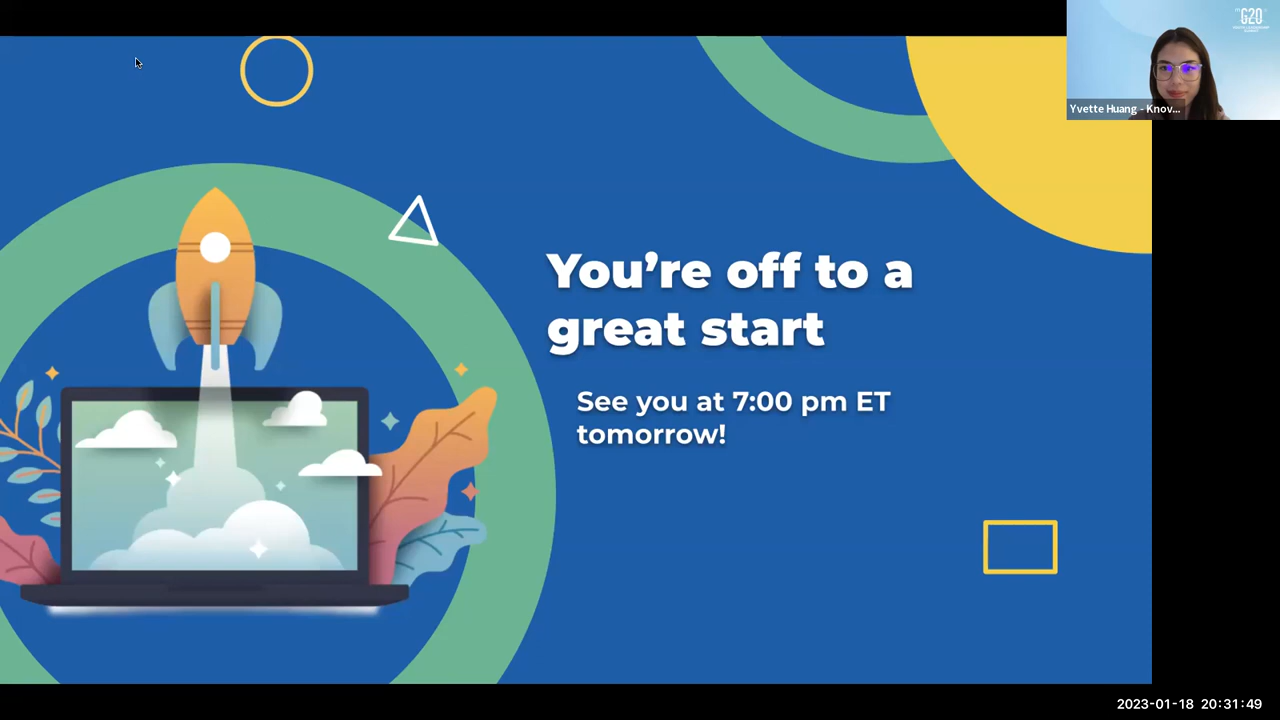 G20
Yvette Huang - Knov...
You're off to a
great start
See you at 7:00 pm ET
tomorrow!
2023-01-18 20:31:49